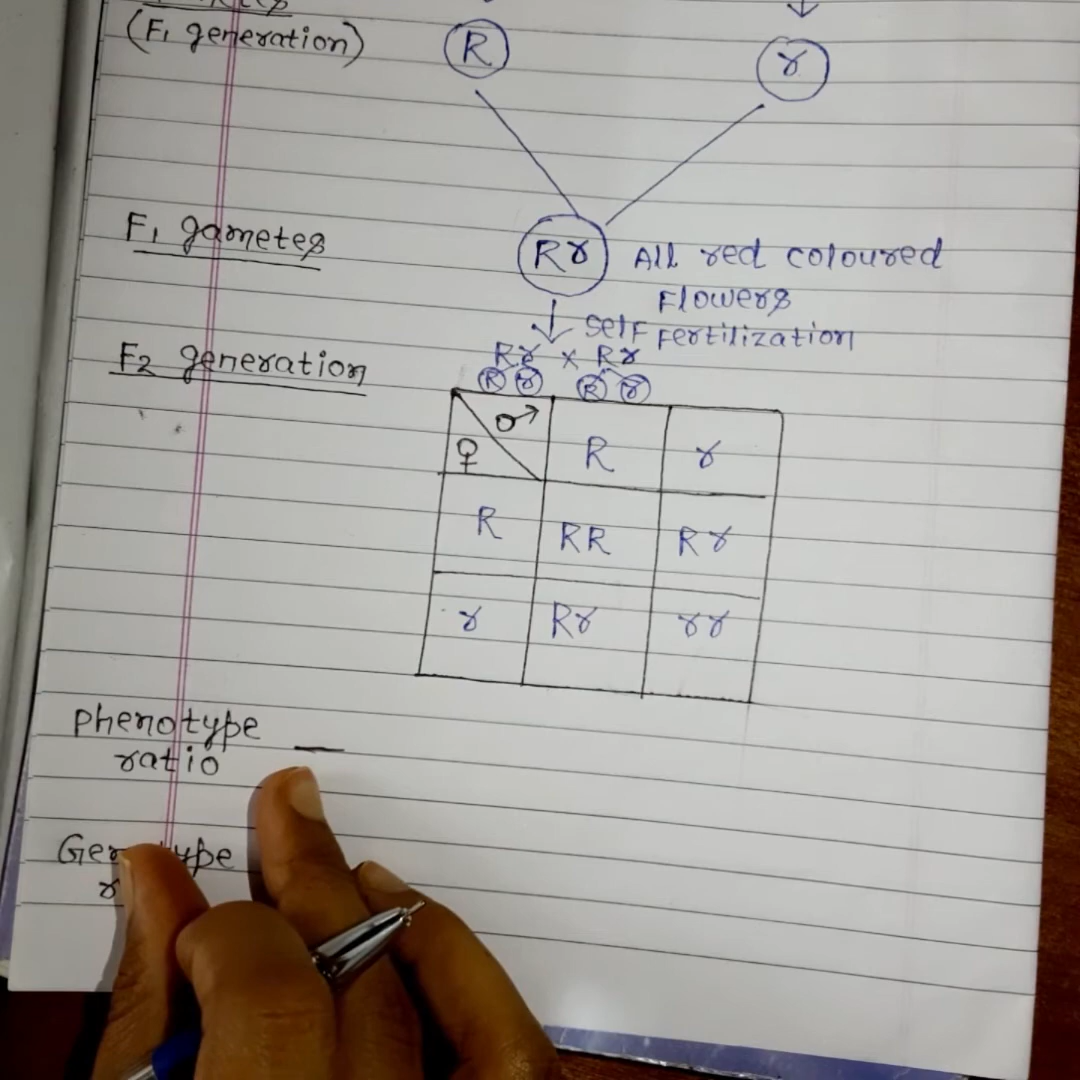 (F1 generation)
R r
F1 gametes
Rr All red coloured
Flowers
Self Fertilization
F2 generation
Rr × Rr
R r R r
♂
♀ R r
R RR Rr
r Rr rr
Phenotype —
ratio